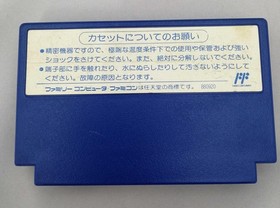 カセットについてのお願い
●精密機器ですので、極端な温度条件下での使用や保管および強い
ショックをさけてください。また、絶対に分解しないでください。
●端子部に手を触れたり、水にぬらしたりして汚さないようにして
ください。故障の原因となります。
ファミリーコンピュータ・ファミコンは任天堂の商標です。